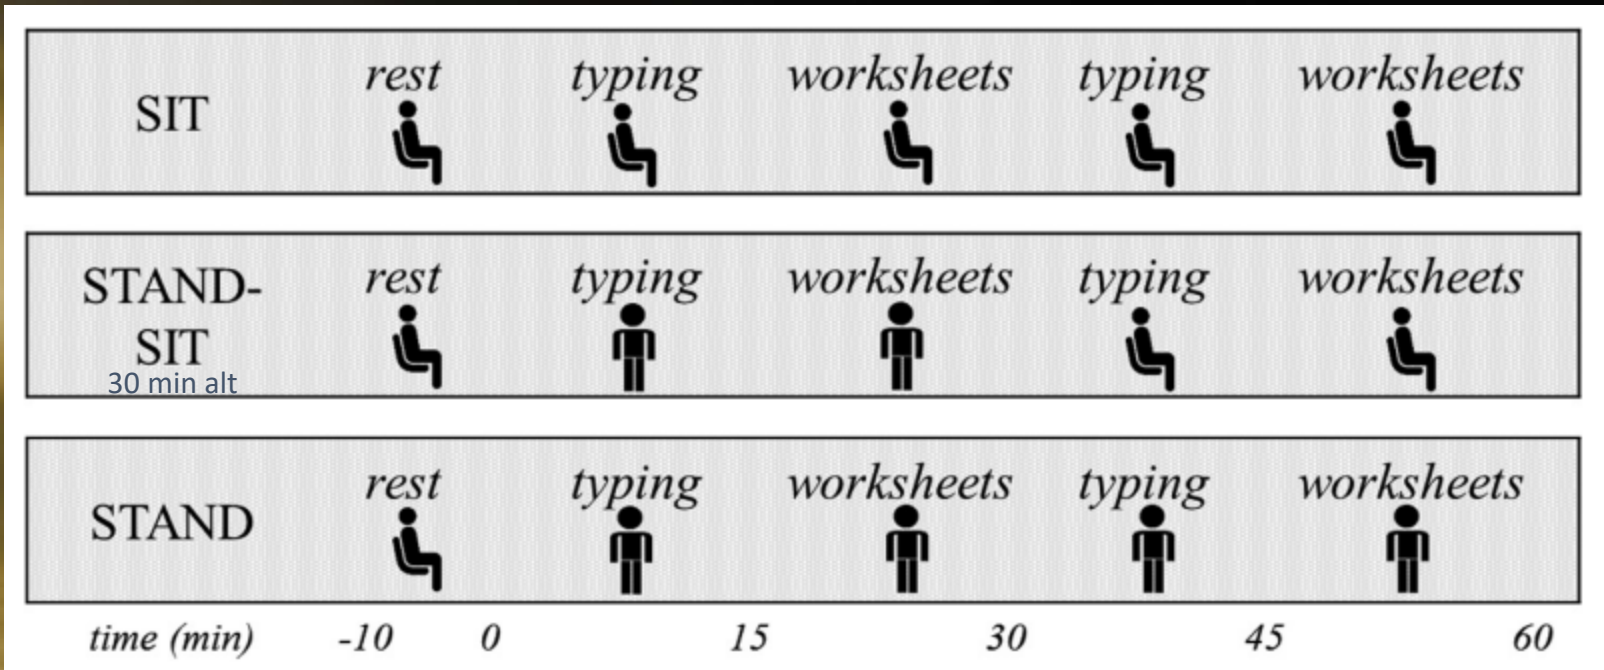 rest typing worksheets typing worksheets
SIT
rest typing worksheets typing worksheets
STAND-
SIT
30 min alt
rest typing worksheets typing worksheets
STAND
time (min) -10 0 15 30 45 60